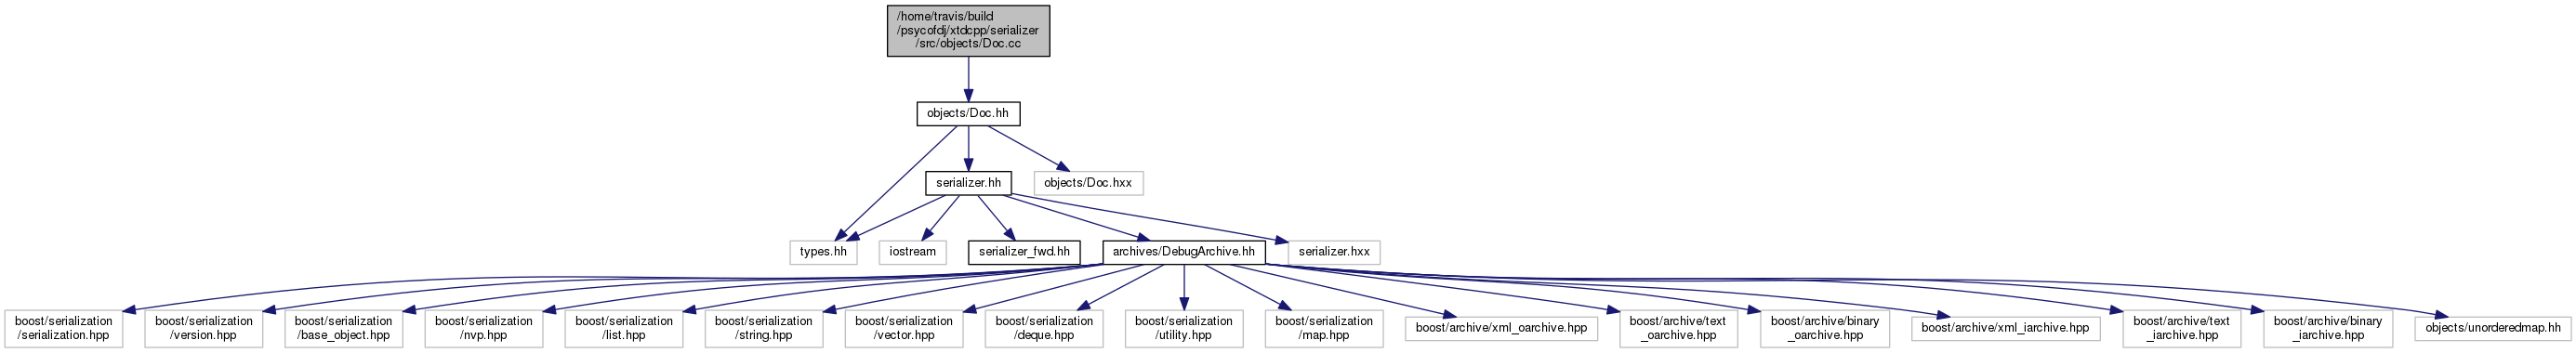 /home/travis/build
/psycofdj/xtdcpp/serializer
/src/objects/Doc.cc
objects/Doc.hh
serializer.hh
objects/Doc.hxx
types.hh
iostream
serializer_fwd.hh
archives/DebugArchive.hh
serializer.hxx
boost/serialization
/serialization.hpp
boost/serialization
/version.hpp
boost/serialization
/base_object.hpp
boost/serialization
/nvp.hpp
boost/serialization
/list.hpp
boost/serialization
/string.hpp
boost/serialization
/vector.hpp
boost/serialization
/deque.hpp
boost/serialization
/utility.hpp
boost/serialization
/map.hpp
boost/archive/xml_oarchive.hpp
boost/archive/text
_oarchive.hpp
boost/archive/binary
_oarchive.hpp
boost/archive/xml_iarchive.hpp
boost/archive/text
_iarchive.hpp
boost/archive/binary
_iarchive.hpp
objects/unorderedmap.hh